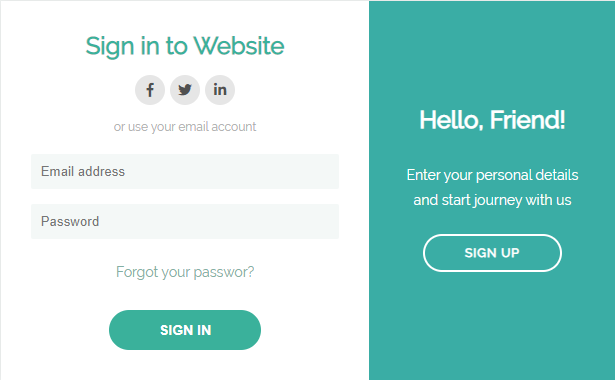 Sign in to Website
or use your email account
Email address
Password
Forgot your passwor?
SIGN IN
Hello, Friend!
Enter your personal details
and start journey with us
SIGN UP